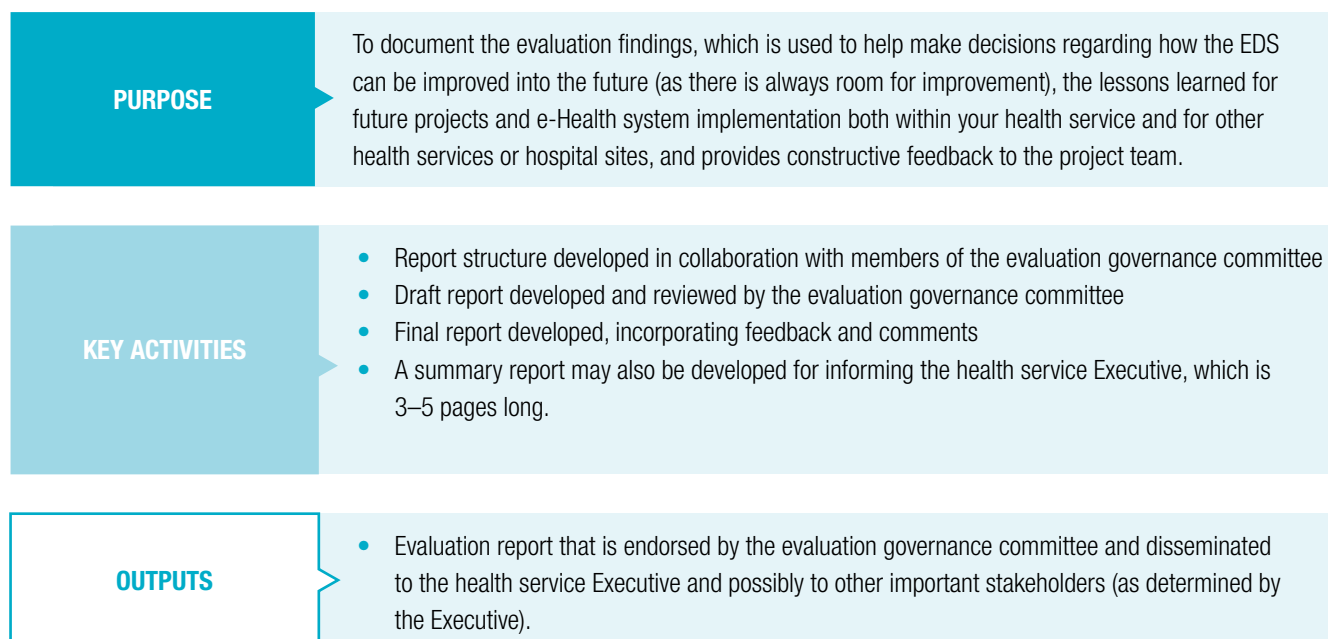 PURPOSE
To document the evaluation findings, which is used to help make decisions regarding how the EDS
can be improved into the future (as there is always room for improvement), the lessons learned for
future projects and e-Health system implementation both within your health service and for other
health services or hospital sites, and provides constructive feedback to the project team.
KEY ACTIVITIES
• Report structure developed in collaboration with members of the evaluation governance committee
• Draft report developed and reviewed by the evaluation governance committee
• Final report developed, incorporating feedback and comments
• A summary report may also be developed for informing the health service Executive, which is
3–5 pages long.
OUTPUTS
• Evaluation report that is endorsed by the evaluation governance committee and disseminated
to the health service Executive and possibly to other important stakeholders (as determined by
the Executive).